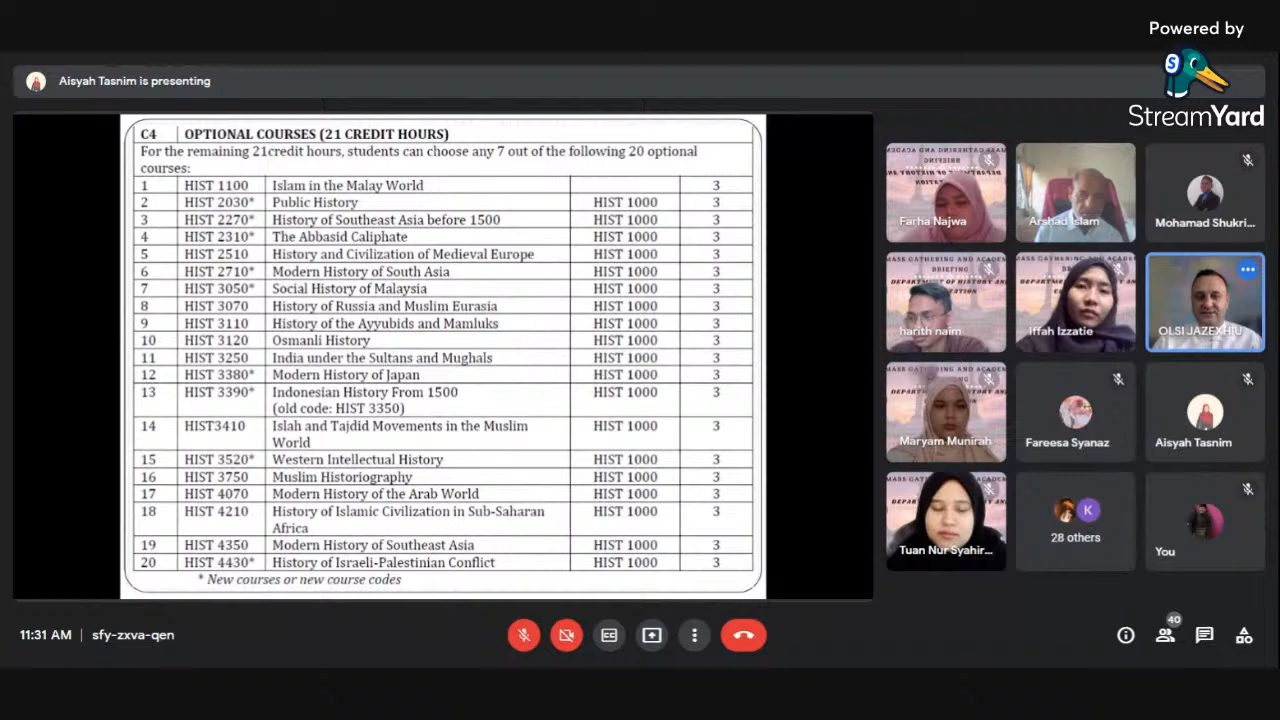 Powered by
StreamYard
Aisyah Tasnim is presenting
C4 OPTIONAL COURSES (21 CREDIT HOURS)
For the remaining 21credit hours, students can choose any 7 out of the following 20 optional
courses:
1 HIST 1100 Islam in the Malay World 3
2 HIST 2030* Public History HIST 1000 3
3 HIST 2270* History of Southeast Asia before 1500 HIST 1000 3
4 HIST 2310* The Abbasid Caliphate HIST 1000 3
5 HIST 2510 History and Civilization of Medieval Europe HIST 1000 3
6 HIST 2710* Modern History of South Asia HIST 1000 3
7 HIST 3050* Social History of Malaysia HIST 1000 3
8 HIST 3070 History of Russia and Muslim Eurasia HIST 1000 3
9 HIST 3110 History of the Ayyubids and Mamluks HIST 1000 3
10 HIST 3120 Osmanli History HIST 1000 3
11 HIST 3250 India under the Sultans and Mughals HIST 1000 3
12 HIST 3380* Modern History of Japan HIST 1000 3
13 HIST 3390* Indonesian History From 1500 HIST 1000 3
(old code: HIST 3350)
14 HIST3410 Islah and Tajdid Movements in the Muslim HIST 1000 3
World
15 HIST 3520* Western Intellectual History HIST 1000 3
16 HIST 3750 Muslim Historiography HIST 1000 3
17 HIST 4070 Modern History of the Arab World HIST 1000 3
18 HIST 4210 History of Islamic Civilization in Sub-Saharan HIST 1000 3
Africa
19 HIST 4350 Modern History of Southeast Asia HIST 1000 3
20 HIST 4430* History of Israeli-Palestinian Conflict HIST 1000 3
* New courses or new course codes
Farha Najwa
Arshad Islam
Mohamad Shukri...
harith naim
Iffah Izzatie
OLSI JAZEXHIU
Maryam Munirah
Fareesa Syanaz
Aisyah Tasnim
Tuan Nur Syahir...
K
28 others
You
11:31 AM | sfy-zxva-qen
40